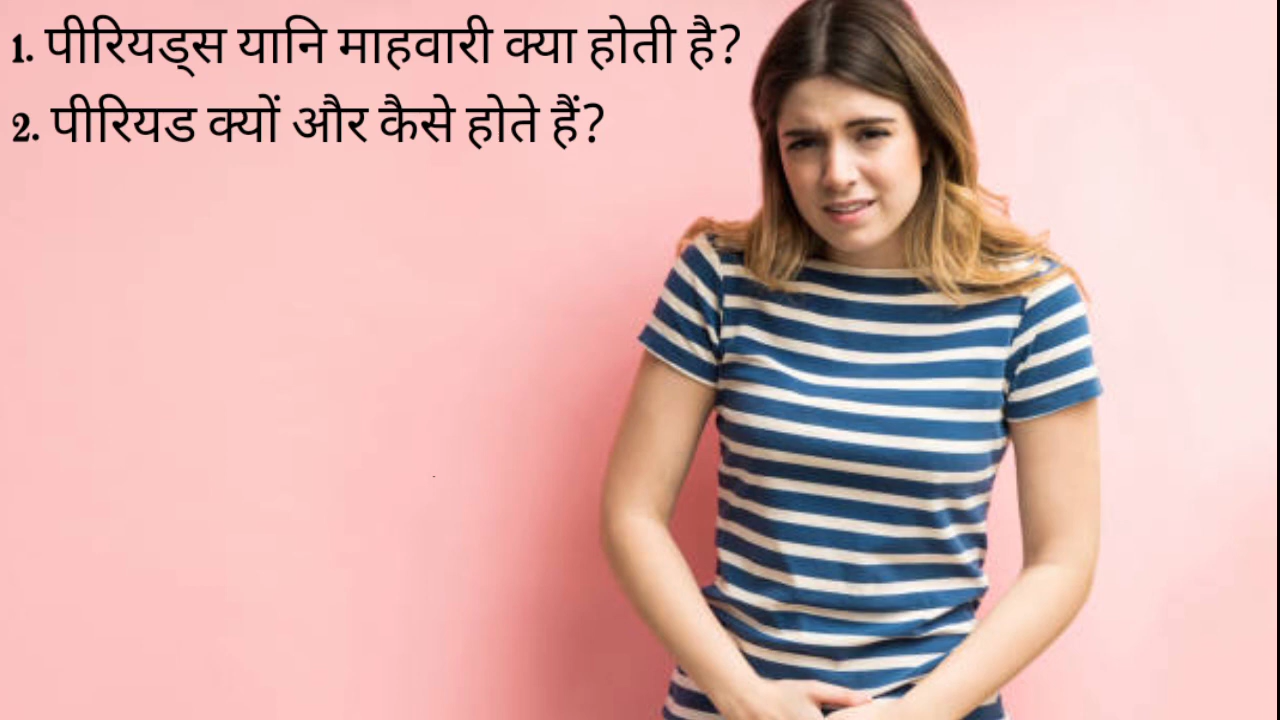 1. पीरियड्स यानि माहवारी क्या होती है?
2. पीरियड क्यों और कैसे होते हैं?